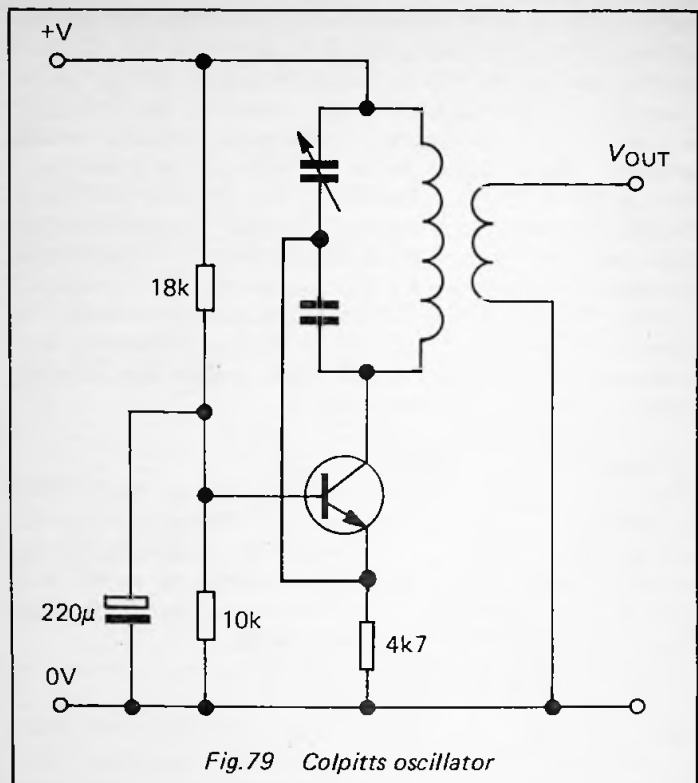 +V
VOUT
18k
220μ
10k
4k7
0V
Fig.79 Colpitts oscillator